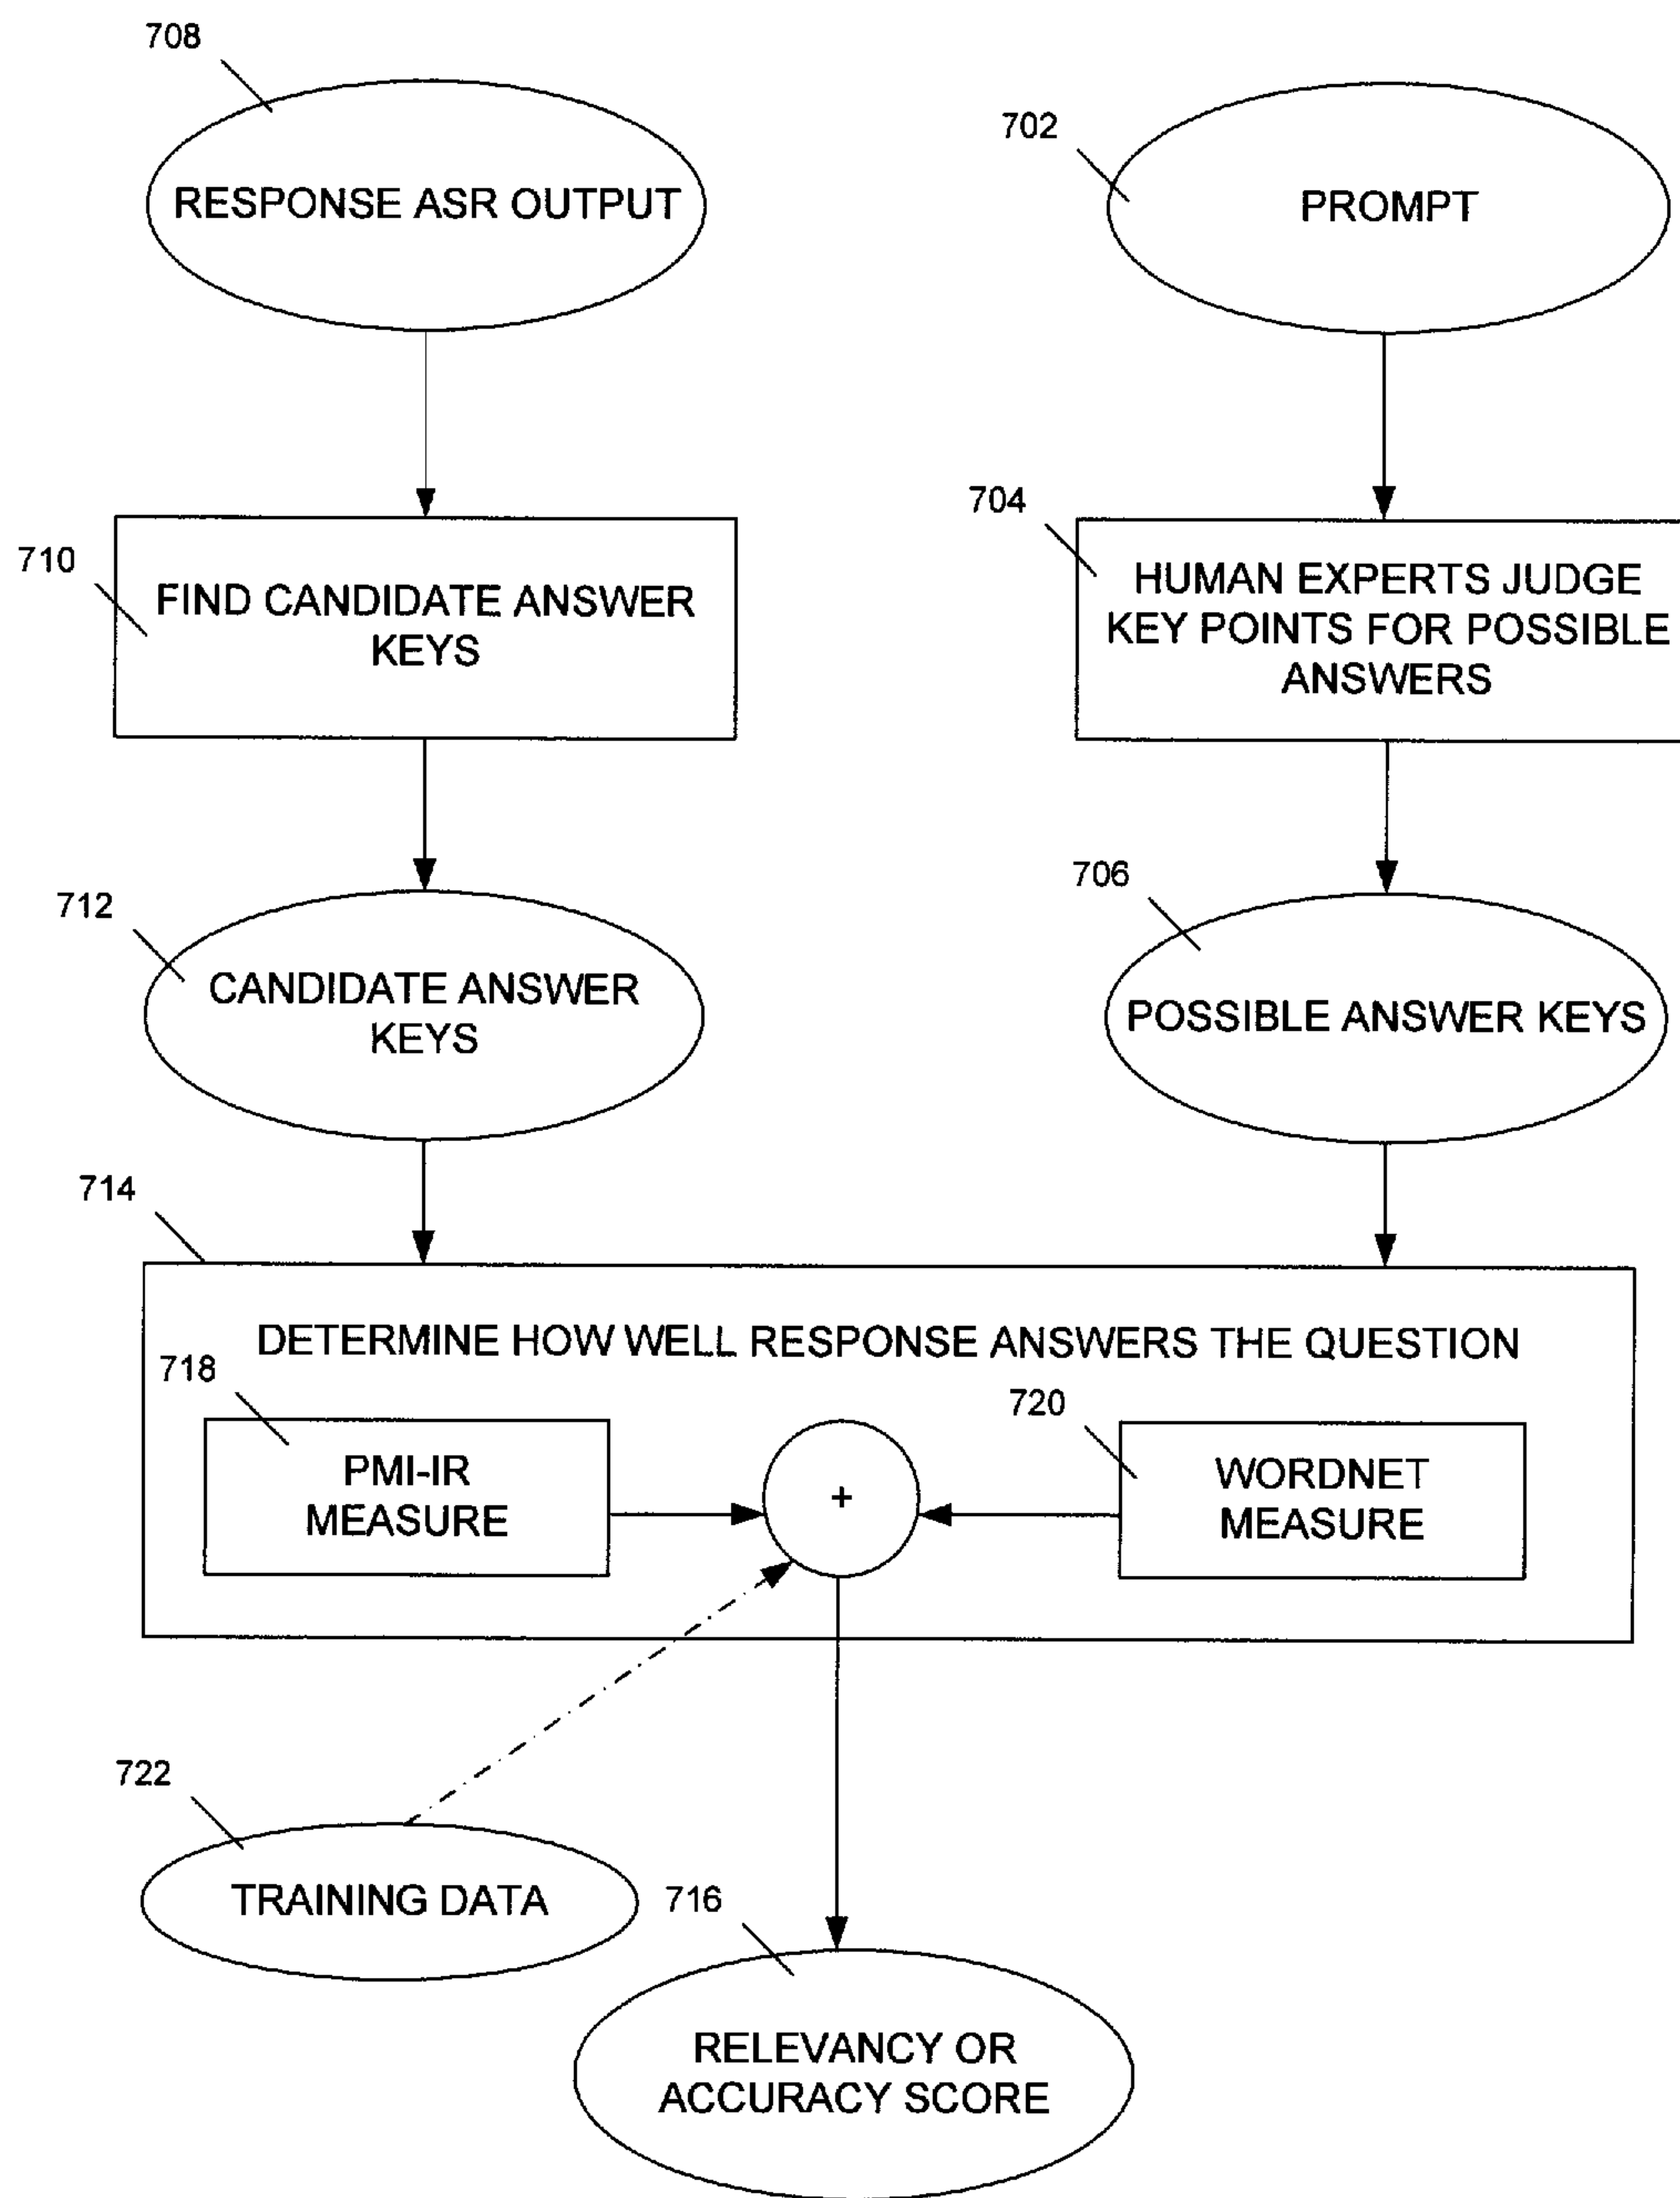 708
RESPONSE ASR OUTPUT
702
PROMPT
710
FIND CANDIDATE ANSWER
KEYS
704
HUMAN EXPERTS JUDGE
KEY POINTS FOR POSSIBLE
ANSWERS
712
CANDIDATE ANSWER
KEYS
706
POSSIBLE ANSWER KEYS
714
DETERMINE HOW WELL RESPONSE ANSWERS THE QUESTION
718
PMI-IR
MEASURE
+
720
WORDNET
MEASURE
722
TRAINING DATA
716
RELEVANCY OR
ACCURACY SCORE